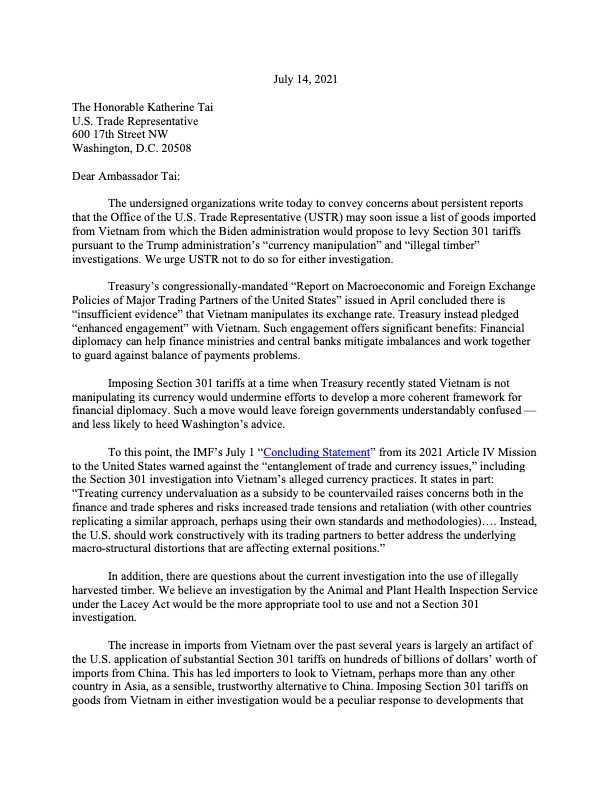 July 14, 2021
The Honorable Katherine Tai
U.S. Trade Representative
600 17th Street NW
Washington, D.C. 20508
Dear Ambassador Tai:
The undersigned organizations write today to convey concerns about persistent reports
that the Office of the U.S. Trade Representative (USTR) may soon issue a list of goods imported
from Vietnam from which the Biden administration would propose to levy Section 301 tariffs
pursuant to the Trump administration’s “currency manipulation” and “illegal timber”
investigations. We urge USTR not to do so for either investigation.
Treasury’s congressionally-mandated “Report on Macroeconomic and Foreign Exchange
Policies of Major Trading Partners of the United States” issued in April concluded there is
“insufficient evidence” that Vietnam manipulates its exchange rate. Treasury instead pledged
“enhanced engagement” with Vietnam. Such engagement offers significant benefits: Financial
diplomacy can help finance ministries and central banks mitigate imbalances and work together
to guard against balance of payments problems.
Imposing Section 301 tariffs at a time when Treasury recently stated Vietnam is not
manipulating its currency would undermine efforts to develop a more coherent framework for
financial diplomacy. Such a move would leave foreign governments understandably confused —
and less likely to heed Washington’s advice.
To this point, the IMF’s July 1 “Concluding Statement” from its 2021 Article IV Mission
to the United States warned against the “entanglement of trade and currency issues,” including
the Section 301 investigation into Vietnam’s alleged currency practices. It states in part:
“Treating currency undervaluation as a subsidy to be countervailed raises concerns both in the
finance and trade spheres and risks increased trade tensions and retaliation (with other countries
replicating a similar approach, perhaps using their own standards and methodologies)…. Instead,
the U.S. should work constructively with its trading partners to better address the underlying
macro-structural distortions that are affecting external positions.”
In addition, there are questions about the current investigation into the use of illegally
harvested timber. We believe an investigation by the Animal and Plant Health Inspection Service
under the Lacey Act would be the more appropriate tool to use and not a Section 301
investigation.
The increase in imports from Vietnam over the past several years is largely an artifact of
the U.S. application of substantial Section 301 tariffs on hundreds of billions of dollars’ worth of
imports from China. This has led importers to look to Vietnam, perhaps more than any other
country in Asia, as a sensible, trustworthy alternative to China. Imposing Section 301 tariffs on
goods from Vietnam in either investigation would be a peculiar response to developments that